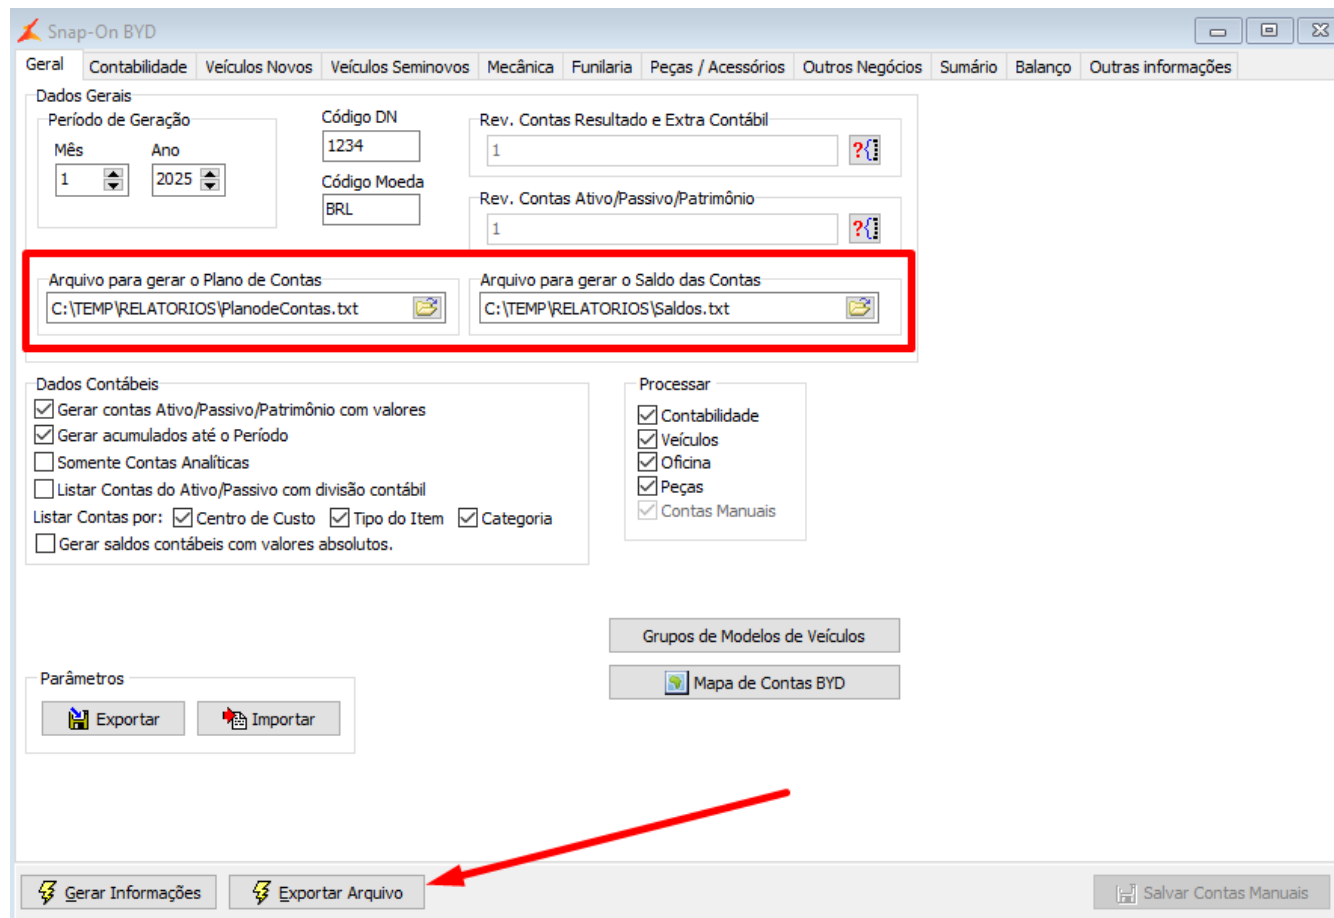 Snap-On BYD
Geral Contabilidade Veículos Novos Veículos Seminovos Mecânica Funilaria Peças / Acessórios Outros Negócios Sumário Balanço Outras informações
Dados Gerais
Período de Geração
Mês Ano
1 2025
Código DN
1234
Código Moeda
BRL
Rev. Contas Resultado e Extra Contábil
1
Rev. Contas Ativo/Passivo/Patrimônio
1
Arquivo para gerar o Plano de Contas
C:\TEMP\RELATORIOS\PlanodeContas.txt
Arquivo para gerar o Saldo das Contas
C:\TEMP\RELATORIOS\Saldos.txt
Dados Contábeis
Gerar contas Ativo/Passivo/Patrimônio com valores
Gerar acumulados até o Período
Somente Contas Analíticas
Listar Contas do Ativo/Passivo com divisão contábil
Listar Contas por: Centro de Custo Tipo do Item Categoria
Gerar saldos contábeis com valores absolutos.
Processar
Contabilidade
Veículos
Oficina
Peças
Contas Manuais
Grupos de Modelos de Veículos
Mapa de Contas BYD
Parâmetros
Exportar Importar
Gerar Informações Exportar Arquivo Salvar Contas Manuais